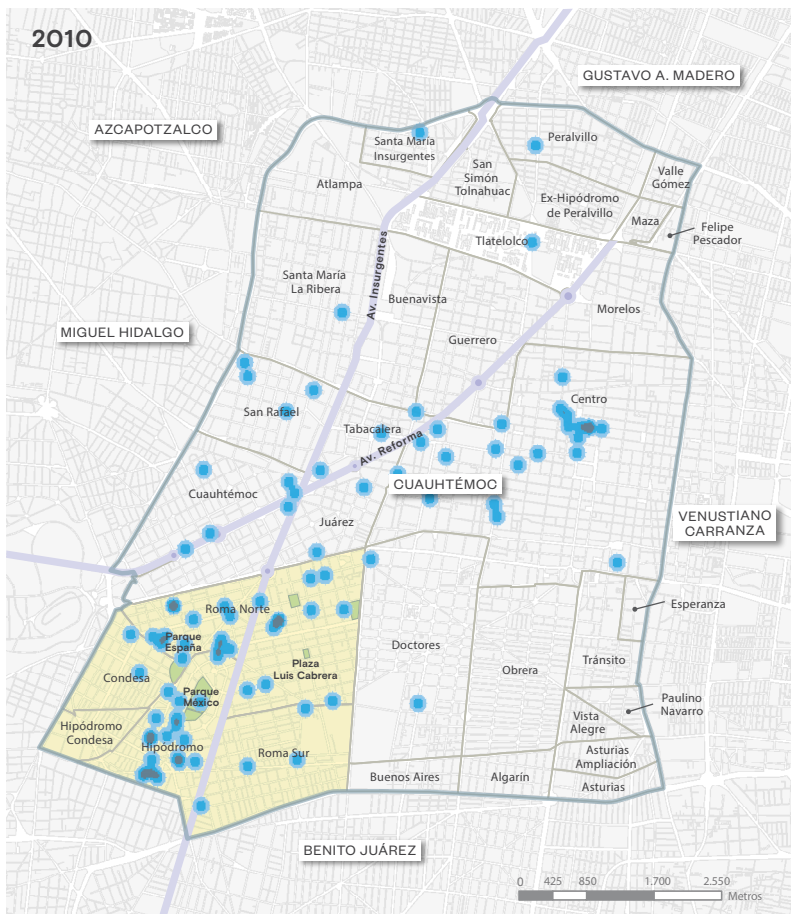 2010
GUSTAVO A. MADERO
AZCAPOTZALCO
Santa María
Insurgentes
Peralvillo
San
Simón
Tolnahuac
Valle
Gómez
Atlampa
Ex-Hipódromo
de Peralvillo
Maza
Felipe
Pescador
Tlatelolco
Av. Insurgentes
Santa María
La Ribera
Buenavista
Morelos
MIGUEL HIDALGO
Guerrero
Centro
San Rafael
Tabacalera
Av. Reforma
Cuauhtémoc
CUAUHTÉMOC
Juárez
VENUSTIANO
CARRANZA
Roma Norte
Esperanza
Parque
España
Doctores
Condesa
Plaza
Luis Cabrera
Obrera
Tránsito
Parque
México
Paulino
Navarro
Hipódromo
Condesa
Vista
Alegre
Hipódromo
Roma Sur
Asturias
Ampliación
Buenos Aires
Algarín
Asturias
BENITO JUÁREZ
0 425 850 1.700 2.550
Metros